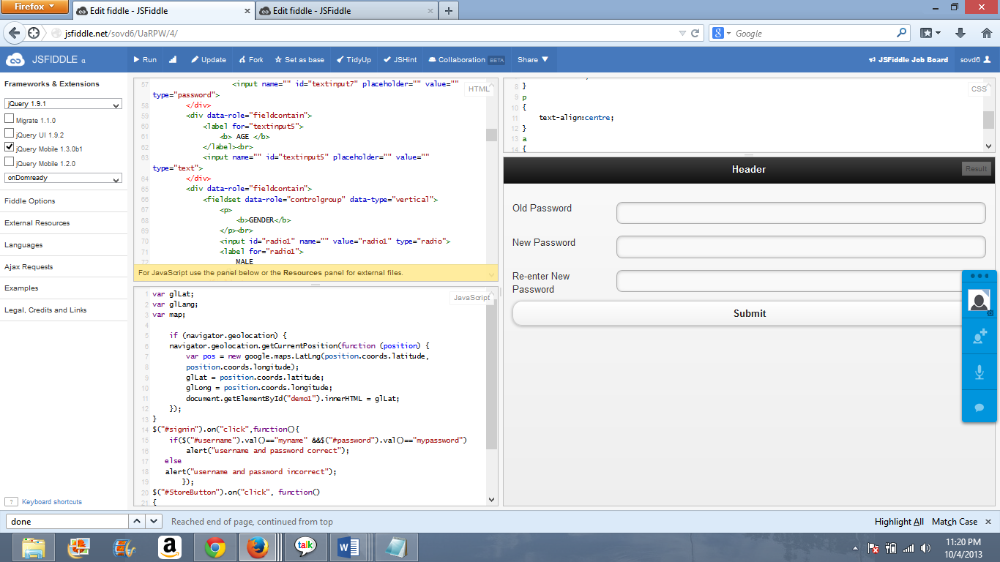 Firefox
Edit fiddle - JSFiddle
Edit fiddle - JSFiddle
jsfiddle.net/sovd6/UaRPW/4/
Google
JSFIDDLE α
Run
Update
Fork
Set as base
TidyUp
JSHint
Collaboration BETA
Share
JSFiddle Job Board
sovd6
Frameworks & Extensions
jQuery 1.9.1
Migrate 1.1.0
jQuery UI 1.9.2
jQuery Mobile 1.3.0b1
jQuery Mobile 1.2.0
onDomready
Fiddle Options
External Resources
Languages
Ajax Requests
Examples
Legal, Credits and Links
? Keyboard shortcuts
HTML
57 <input name="" id="textinput7" placeholder="" value=""
type="password">
58 </div>
59 <div data-role="fieldcontain">
60 <label for="textinput5">
61 <b> AGE </b>
62 </label><br>
63 <input name="" id="textinput5" placeholder="" value=""
type="text">
64 </div>
65 <div data-role="fieldcontain">
66 <fieldset data-role="controlgroup" data-type="vertical">
67 <p>
68 <b>GENDER</b>
69 </p><br>
70 <input id="radio1" name="" value="radio1" type="radio">
71 <label for="radio1">
72 MALE
For JavaScript use the panel below or the Resources panel for external files.
JavaScript
1 var glLat;
2 var glLang;
3 var map;
4
5 if (navigator.geolocation) {
6 navigator.geolocation.getCurrentPosition(function (position) {
7 var pos = new google.maps.LatLng(position.coords.latitude,
8 position.coords.longitude);
9 glLat = position.coords.latitude;
10 glLong = position.coords.longitude;
11 document.getElementById("demo1").innerHTML = glLat;
12 });
13 }
14 $("#signin").on("click",function(){
15 if($("#username").val()=="myname" &&$("#password").val()=="mypassword")
16 alert("username and password correct");
17 else
18 alert("username and password incorrect");
19 });
20 $("#StoreButton").on("click", function()
21 {
CSS
8 }
9 p
10 {
11 text-align:centre;
12 }
13 a
14 {
Header
Result
Old Password
New Password
Re-enter New
Password
Submit
done
Reached end of page, continued from top
Highlight All
Match Case
talk
11:20 PM
10/4/2013